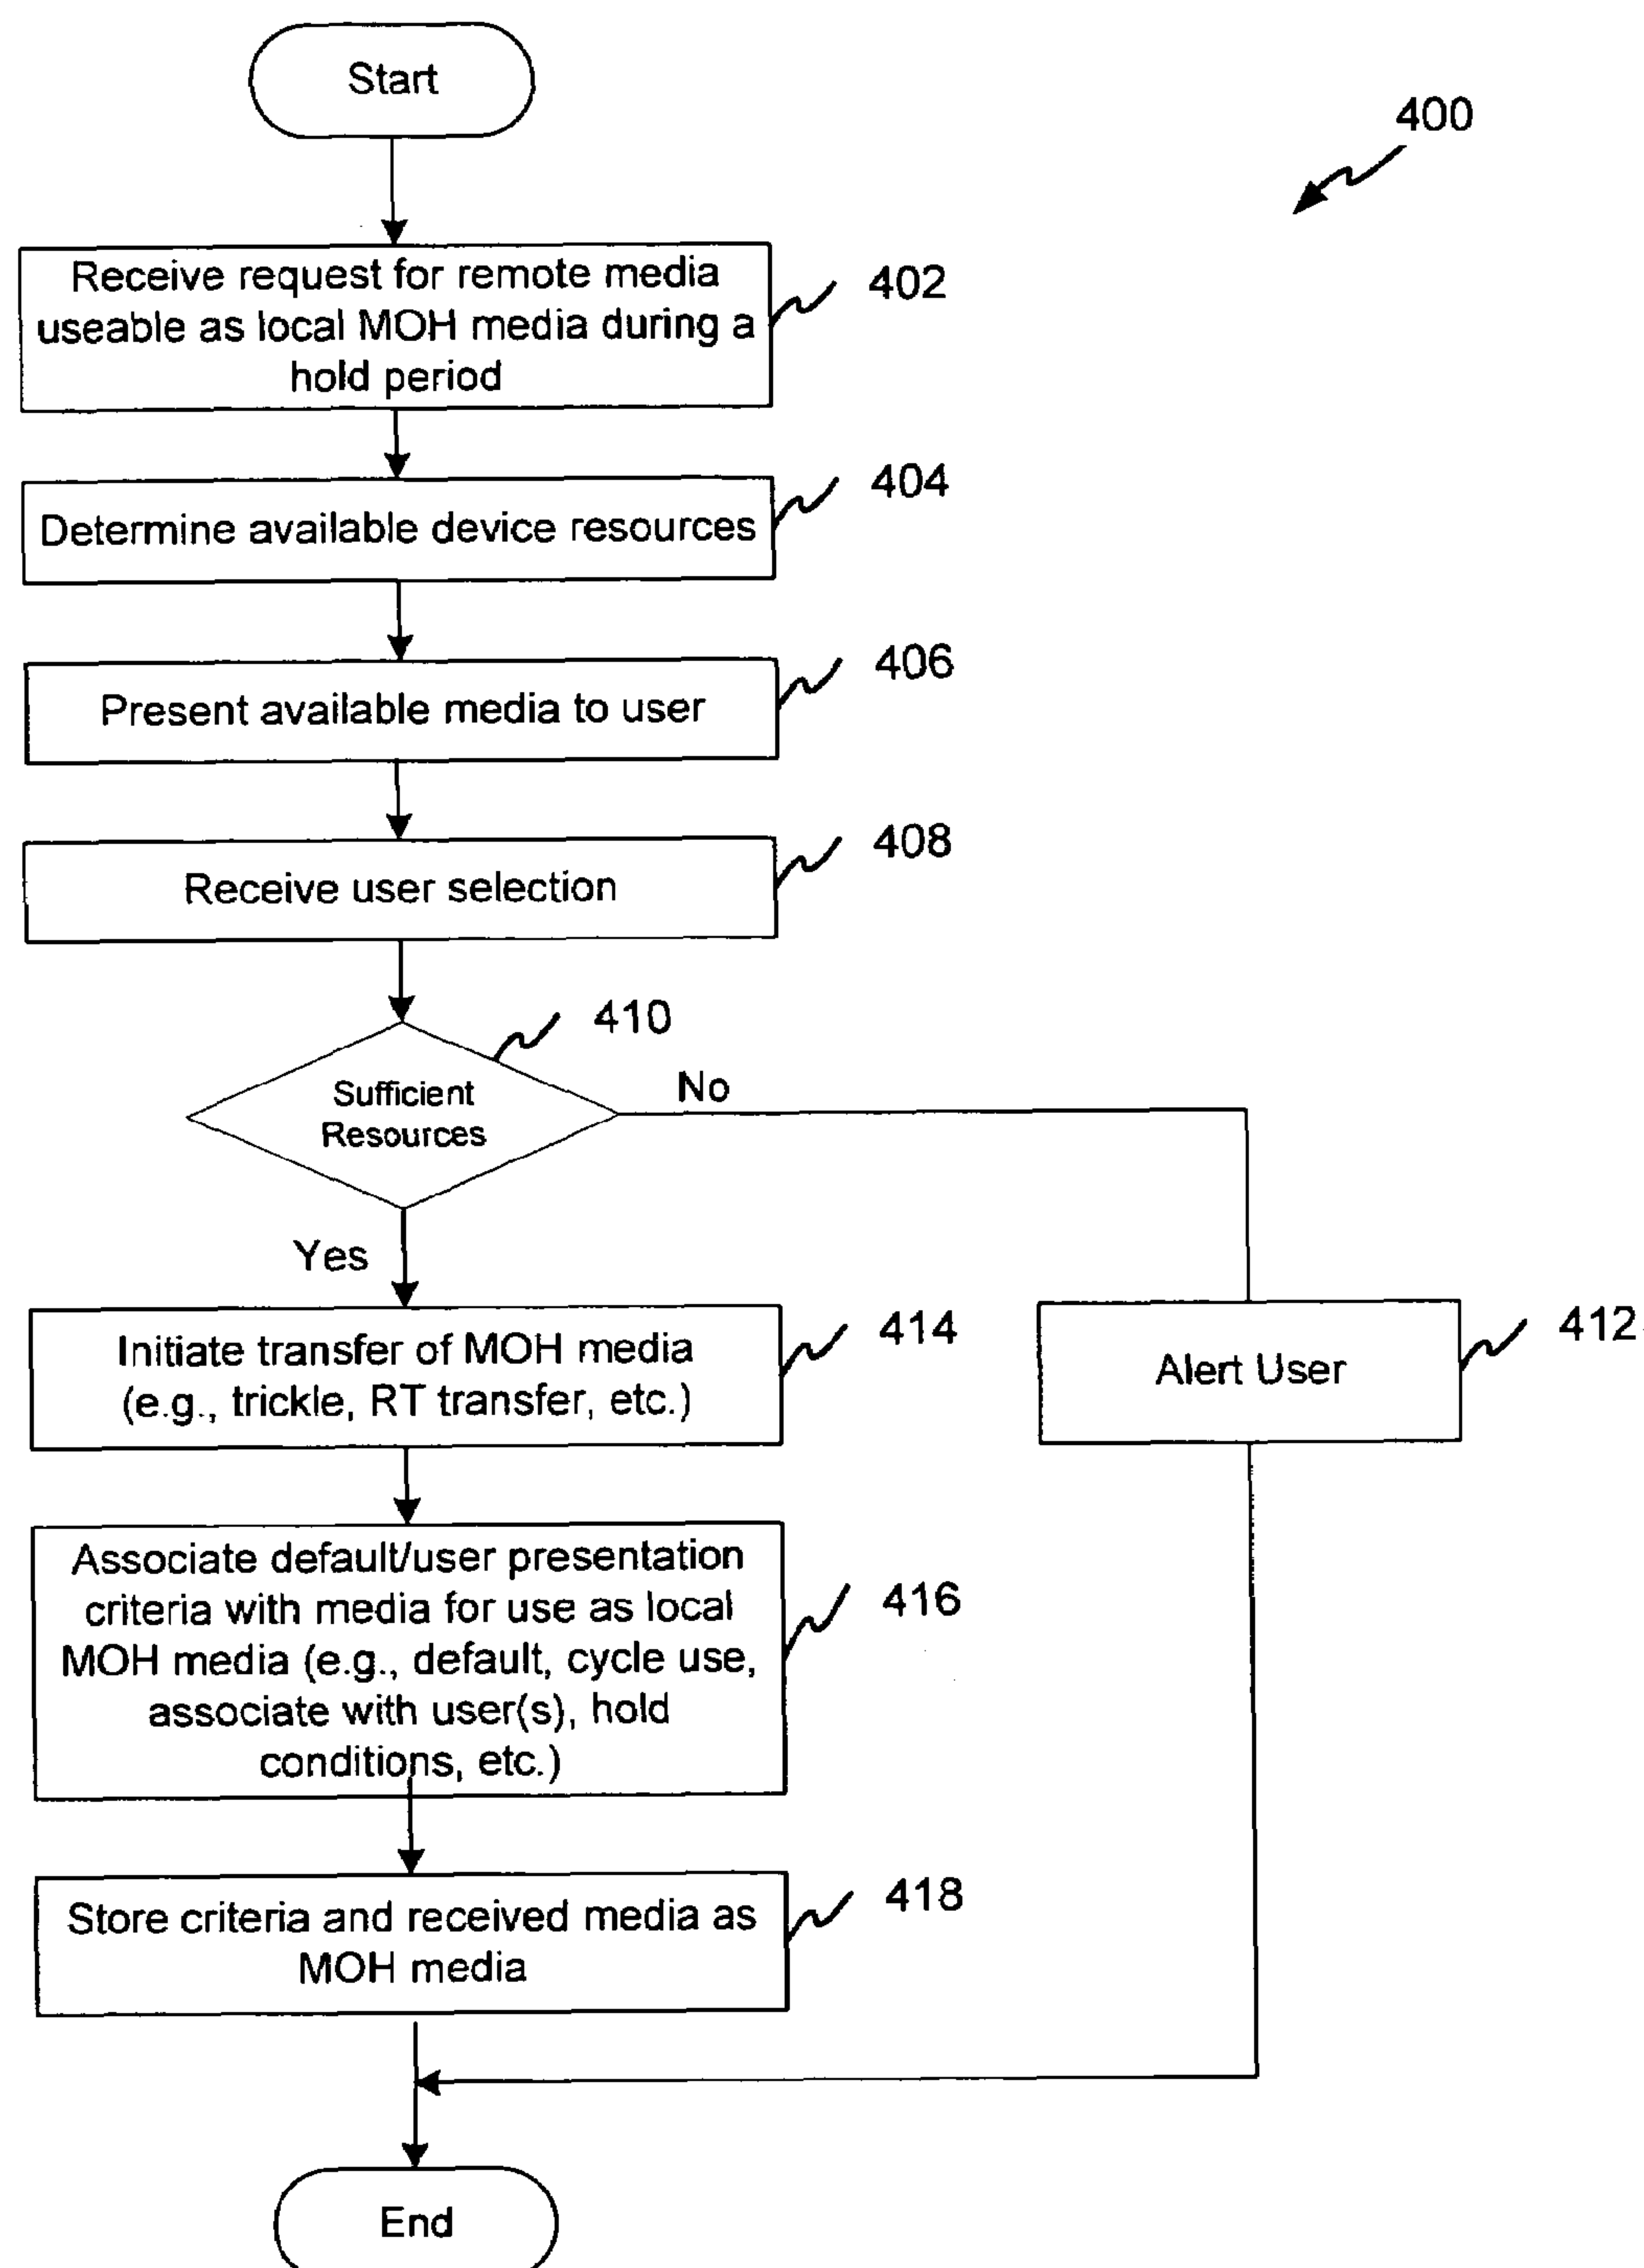 Start
400
Receive request for remote media
useable as local MOH media during a
hold period
402
Determine available device resources
404
Present available media to user
406
Receive user selection
408
410
Sufficient
Resources
No
Yes
Initiate transfer of MOH media
(e.g., trickle, RT transfer, etc.)
414
Alert User
412
Associate default/user presentation
criteria with media for use as local
MOH media (e.g., default, cycle use,
associate with user(s), hold
conditions, etc.)
416
Store criteria and received media as
MOH media
418
End